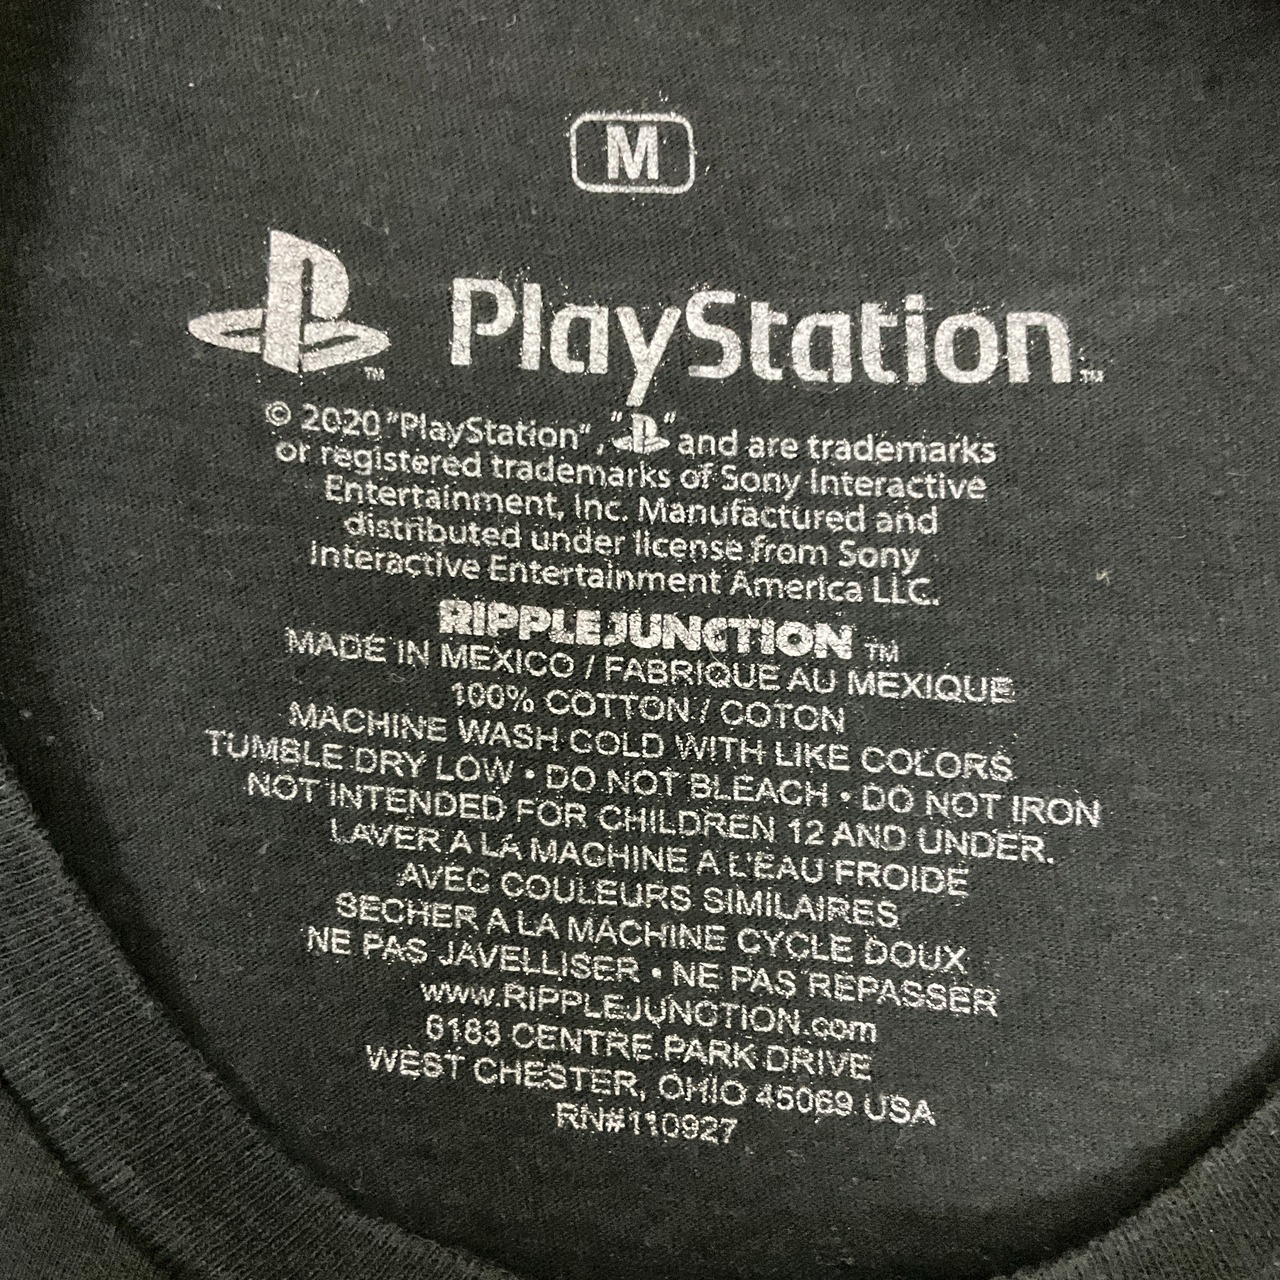 M
PlayStation™
© 2020 "PlayStation", " " and are trademarks
or registered trademarks of Sony Interactive
Entertainment, Inc. Manufactured and
distributed under license from Sony
Interactive Entertainment America LLC.
RIPPLE JUNCTION ™
MADE IN MEXICO / FABRIQUE AU MEXIQUE
100% COTTON / COTON
MACHINE WASH COLD WITH LIKE COLORS
TUMBLE DRY LOW • DO NOT BLEACH • DO NOT IRON
NOT INTENDED FOR CHILDREN 12 AND UNDER.
LAVER A LA MACHINE A L'EAU FROIDE
AVEC COULEURS SIMILAIRES
SECHER A LA MACHINE CYCLE DOUX
NE PAS JAVELLISER • NE PAS REPASSER
www.RIPPLEJUNCTION.com
6183 CENTRE PARK DRIVE
WEST CHESTER, OHIO 45069 USA
RN#110927